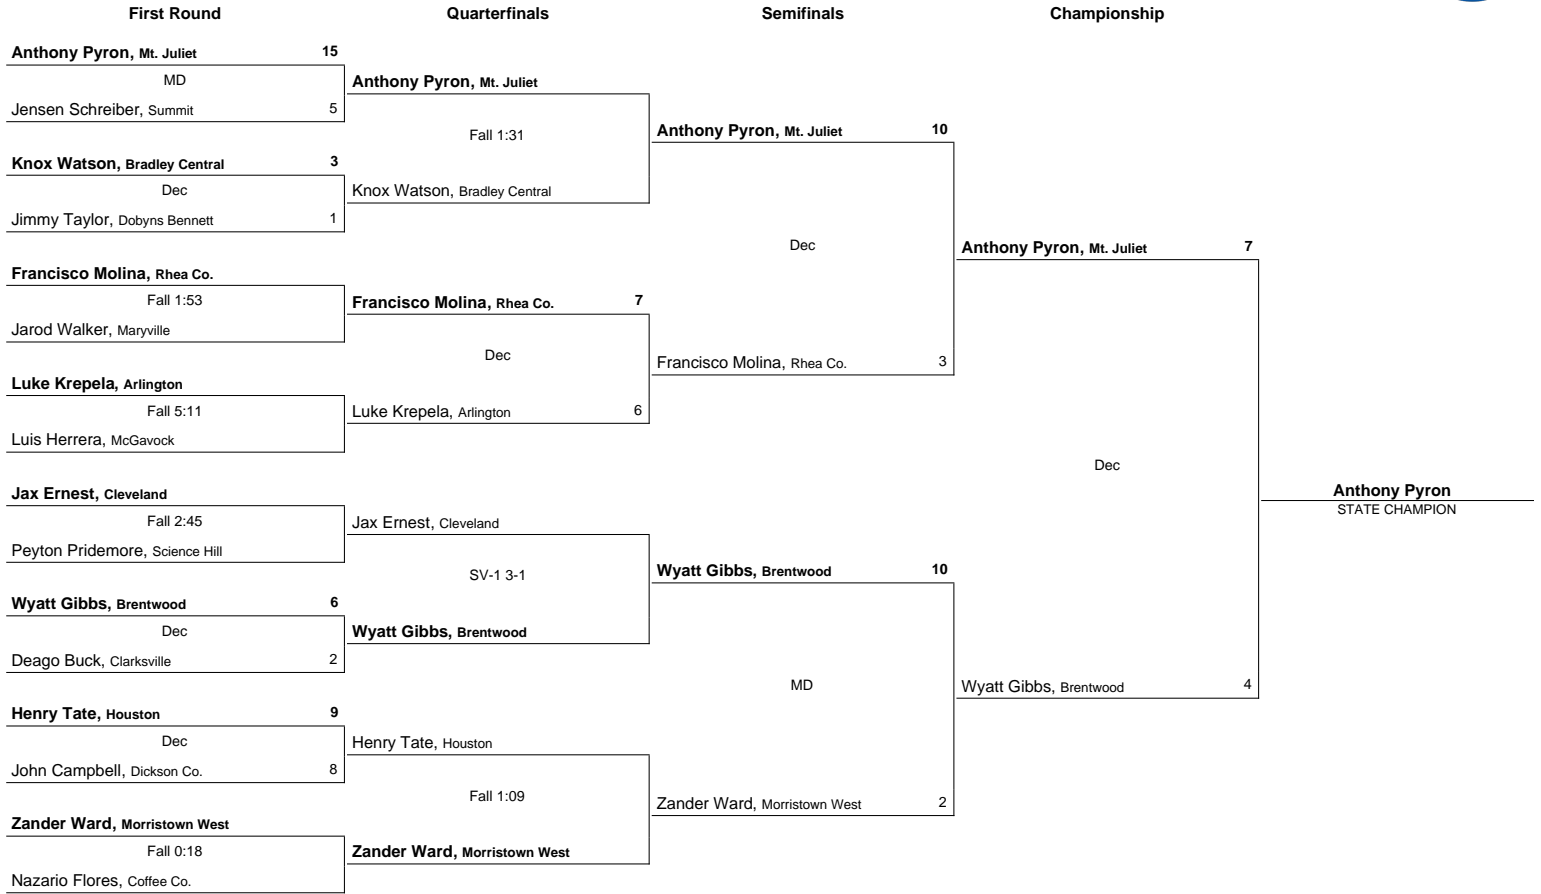 First Round
Quarterfinals
Semifinals
Championship
Anthony Pyron, Mt. Juliet 15
MD
Jensen Schreiber, Summit 5
Knox Watson, Bradley Central 3
Dec
Jimmy Taylor, Dobyns Bennett 1
Francisco Molina, Rhea Co.
Fall 1:53
Jarod Walker, Maryville
Luke Krepela, Arlington
Fall 5:11
Luis Herrera, McGavock
Jax Ernest, Cleveland
Fall 2:45
Peyton Pridemore, Science Hill
Wyatt Gibbs, Brentwood 6
Dec
Deago Buck, Clarksville 2
Henry Tate, Houston 9
Dec
John Campbell, Dickson Co. 8
Zander Ward, Morristown West
Fall 0:18
Nazario Flores, Coffee Co.
Anthony Pyron, Mt. Juliet
Fall 1:31
Knox Watson, Bradley Central
Francisco Molina, Rhea Co. 7
Dec
Luke Krepela, Arlington 6
Jax Ernest, Cleveland
SV-1 3-1
Wyatt Gibbs, Brentwood
Henry Tate, Houston
Fall 1:09
Zander Ward, Morristown West
Anthony Pyron, Mt. Juliet 10
Dec
Francisco Molina, Rhea Co. 3
Wyatt Gibbs, Brentwood 10
MD
Zander Ward, Morristown West 2
Anthony Pyron, Mt. Juliet 7
Dec
Wyatt Gibbs, Brentwood 4
Anthony Pyron
STATE CHAMPION